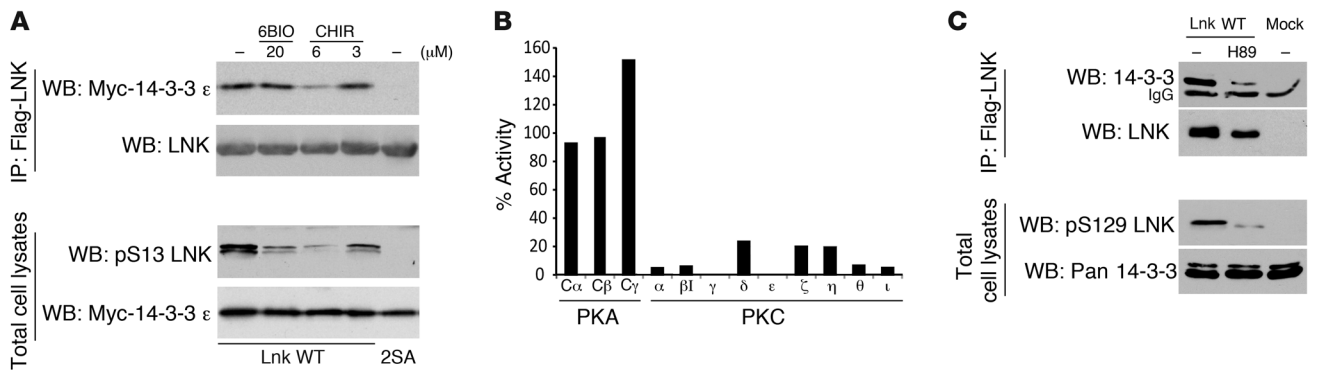 A
6BIO CHIR
– 20 6 3 – (μM)
IP: Flag-LNK
WB: Myc-14-3-3 ε
WB: LNK
Total cell lysates
WB: pS13 LNK
WB: Myc-14-3-3 ε
Lnk WT 2SA
B
% Activity
160
140
120
100
80
60
40
20
0
Cα Cβ Cγ α βI γ δ ε ζ η θ ι
PKA PKC
C
Lnk WT Mock
– H89 –
IP: Flag-LNK
WB: 14-3-3
IgG
WB: LNK
Total
cell lysates
WB: pS129 LNK
WB: Pan 14-3-3